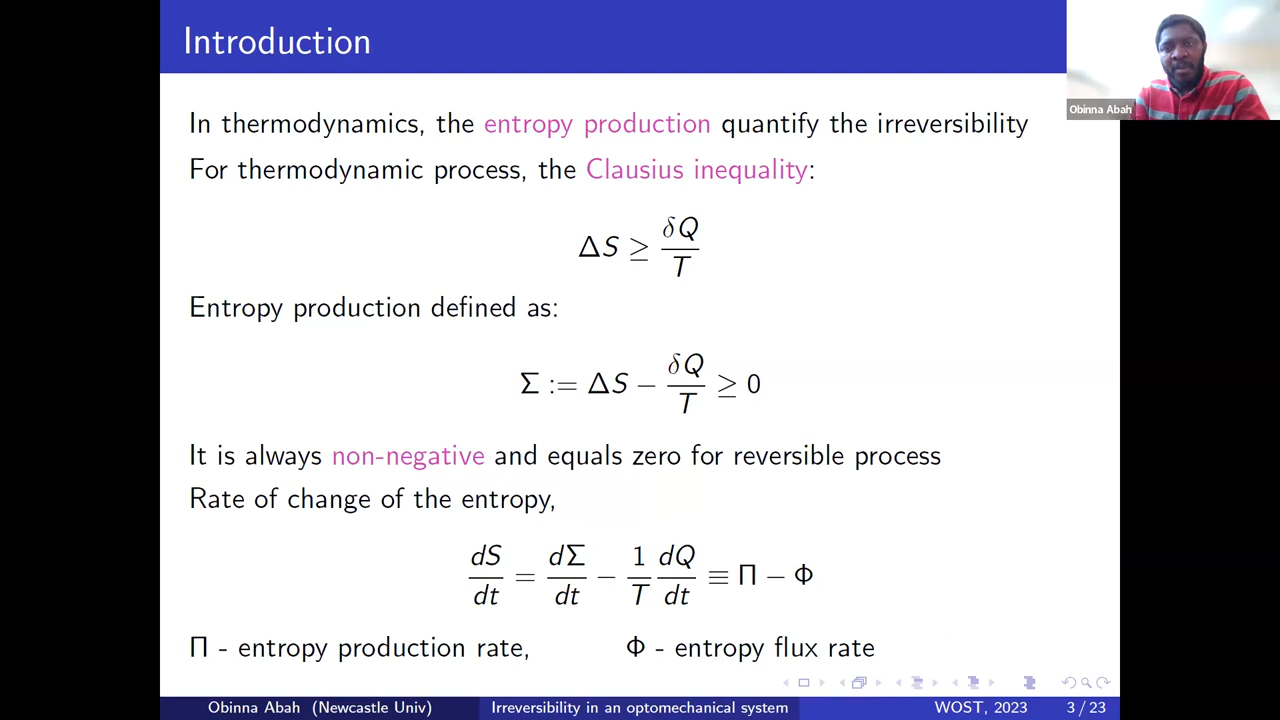 Introduction
Obinna Abah
In thermodynamics, the entropy production quantify the irreversibility
For thermodynamic process, the Clausius inequality:
ΔS ≥ δQ/T
Entropy production defined as:
Σ := ΔS − δQ/T ≥ 0
It is always non-negative and equals zero for reversible process
Rate of change of the entropy,
dS/dt = dΣ/dt − 1/T dQ/dt ≡ Π − Φ
Π - entropy production rate, Φ - entropy flux rate
Obinna Abah (Newcastle Univ) Irreversibility in an optomechanical system WOST, 2023 3 / 23